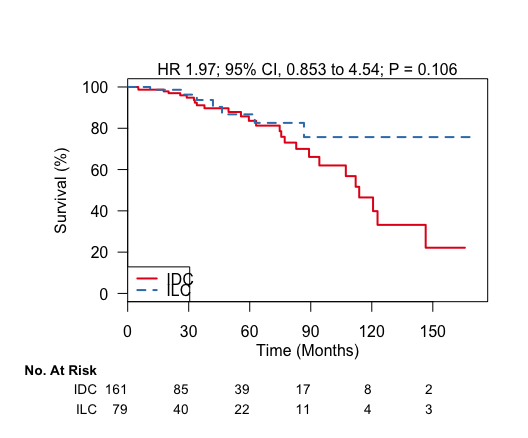 HR 1.97; 95% CI, 0.853 to 4.54; P = 0.106
100
80
60
40
20
0
Survival (%)
IDC
ILC
0 30 60 90 120 150
Time (Months)
No. At Risk
IDC 161 85 39 17 8 2
ILC 79 40 22 11 4 3